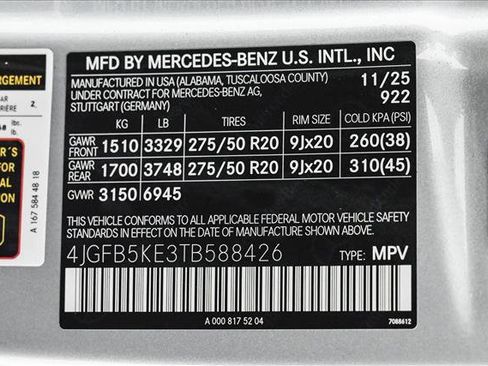 MFD BY MERCEDES-BENZ U.S. INTL., INC
MANUFACTURED IN USA (ALABAMA, TUSCALOOSA COUNTY) 11/25
UNDER CONTRACT FOR MERCEDES-BENZ AG, 922
STUTTGART (GERMANY)
KG LB TIRES RIM SIZE COLD KPA (PSI)
GAWR FRONT 1510 3329 275/50 R20 9Jx20 260(38)
GAWR REAR 1700 3748 275/50 R20 9Jx20 310(45)
GVWR 3150 6945
THIS VEHICLE CONFORMS TO ALL APPLICABLE FEDERAL MOTOR VEHICLE SAFETY
STANDARDS IN EFFECT ON THE DATE OF MANUFACTURE SHOWN ABOVE
4JGFB5KE3TB588426 TYPE: MPV
A 000 817 52 04 7088612
ARGEMENT
2
lbs.
A 167 584 48 18